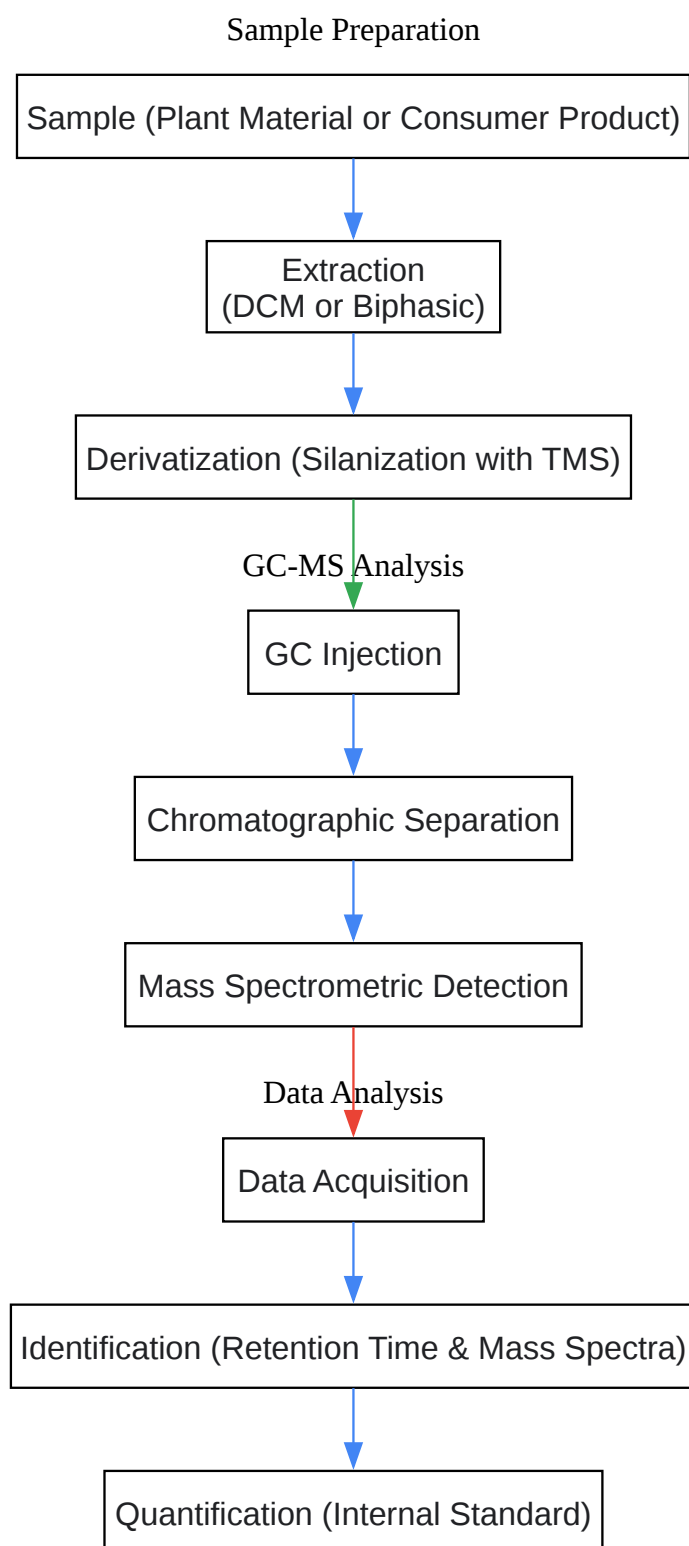 Sample Preparation
Sample (Plant Material or Consumer Product)
Extraction
(DCM or Biphasic)
Derivatization (Silanization with TMS)
GC-MS Analysis
GC Injection
Chromatographic Separation
Mass Spectrometric Detection
Data Analysis
Data Acquisition
Identification (Retention Time & Mass Spectra)
Quantification (Internal Standard)